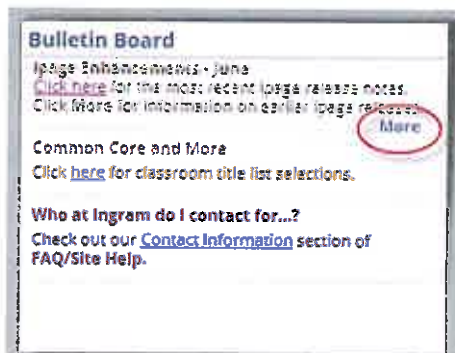 Bulletin Board
ipage Enhancements - June
Click here for the most recent ipage release notes.
Click More for information on earlier ipage releases.
More
Common Core and More
Click here for classroom title list selections.
Who at Ingram do I contact for...?
Check out our Contact Information section of
FAQ/Site Help.